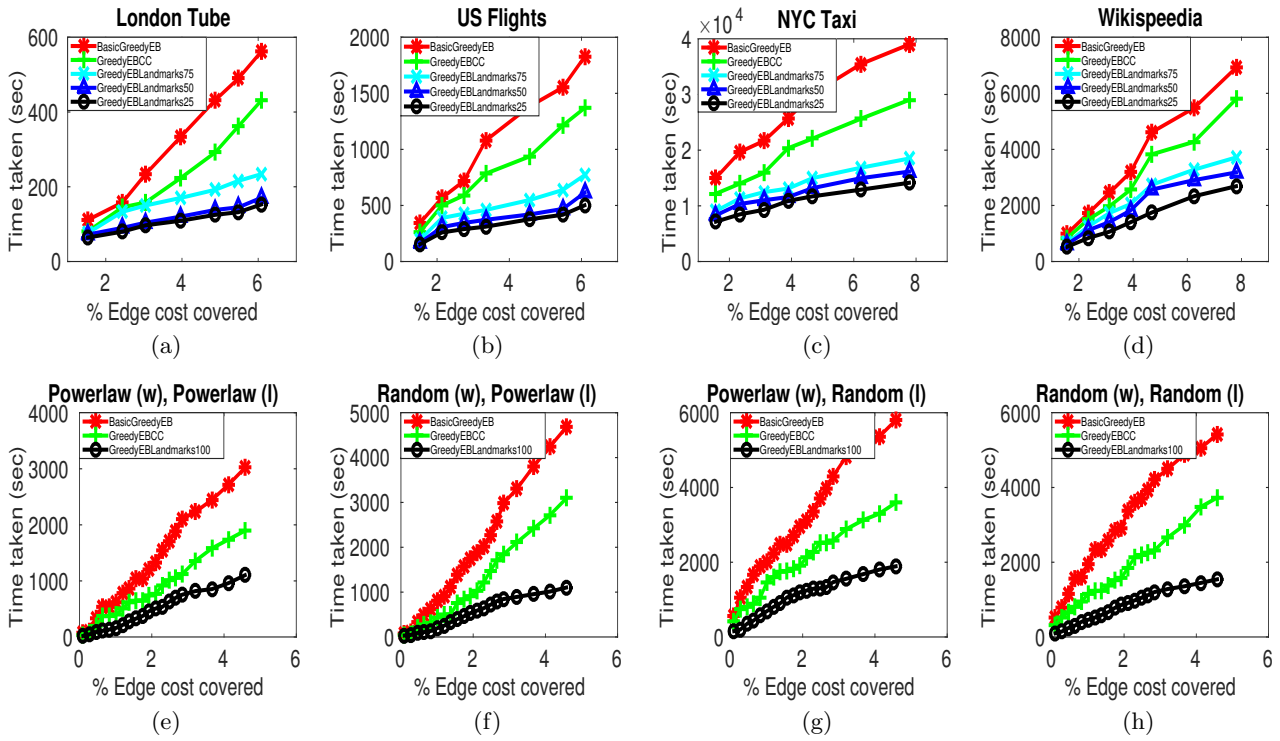 London Tube
600
400
200
0
2 4 6
Time taken (sec)
% Edge cost covered
BasicGreedyEB
GreedyEBCC
GreedyEBLandmarks75
GreedyEBLandmarks50
GreedyEBLandmarks25
(a)
US Flights
2000
1500
1000
500
0
2 4 6
Time taken (sec)
% Edge cost covered
BasicGreedyEB
GreedyEBCC
GreedyEBLandmarks75
GreedyEBLandmarks50
GreedyEBLandmarks25
(b)
NYC Taxi
×10⁴
4
3
2
1
0
2 4 6 8
Time taken (sec)
% Edge cost covered
BasicGreedyEB
GreedyEBCC
GreedyEBLandmarks75
GreedyEBLandmarks50
GreedyEBLandmarks25
(c)
Wikispeedia
8000
6000
4000
2000
0
2 4 6 8
Time taken (sec)
% Edge cost covered
BasicGreedyEB
GreedyEBCC
GreedyEBLandmarks75
GreedyEBLandmarks50
GreedyEBLandmarks25
(d)
Powerlaw (w), Powerlaw (l)
4000
3000
2000
1000
0
0 2 4 6
Time taken (sec)
% Edge cost covered
BasicGreedyEB
GreedyEBCC
GreedyEBLandmarks100
(e)
Random (w), Powerlaw (l)
5000
4000
3000
2000
1000
0
0 2 4 6
Time taken (sec)
% Edge cost covered
BasicGreedyEB
GreedyEBCC
GreedyEBLandmarks100
(f)
Powerlaw (w), Random (l)
6000
4000
2000
0
0 2 4 6
Time taken (sec)
% Edge cost covered
BasicGreedyEB
GreedyEBCC
GreedyEBLandmarks100
(g)
Random (w), Random (l)
6000
4000
2000
0
0 2 4 6
Time taken (sec)
% Edge cost covered
BasicGreedyEB
GreedyEBCC
GreedyEBLandmarks100
(h)